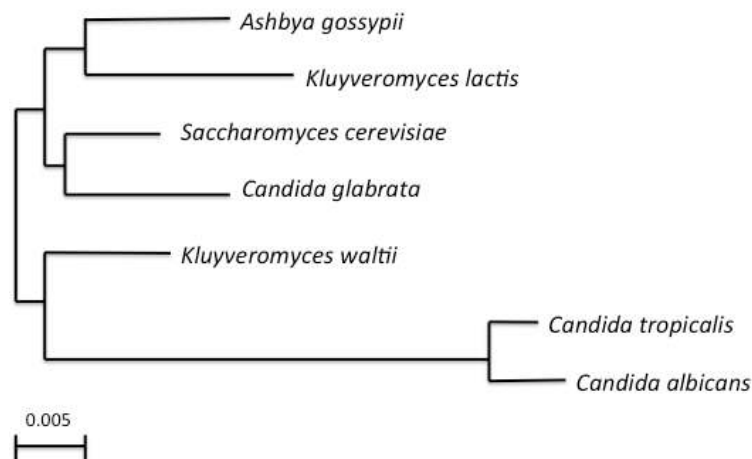 Ashbya gossypii
Kluyveromyces lactis
Saccharomyces cerevisiae
Candida glabrata
Kluyveromyces waltii
Candida tropicalis
Candida albicans
0.005